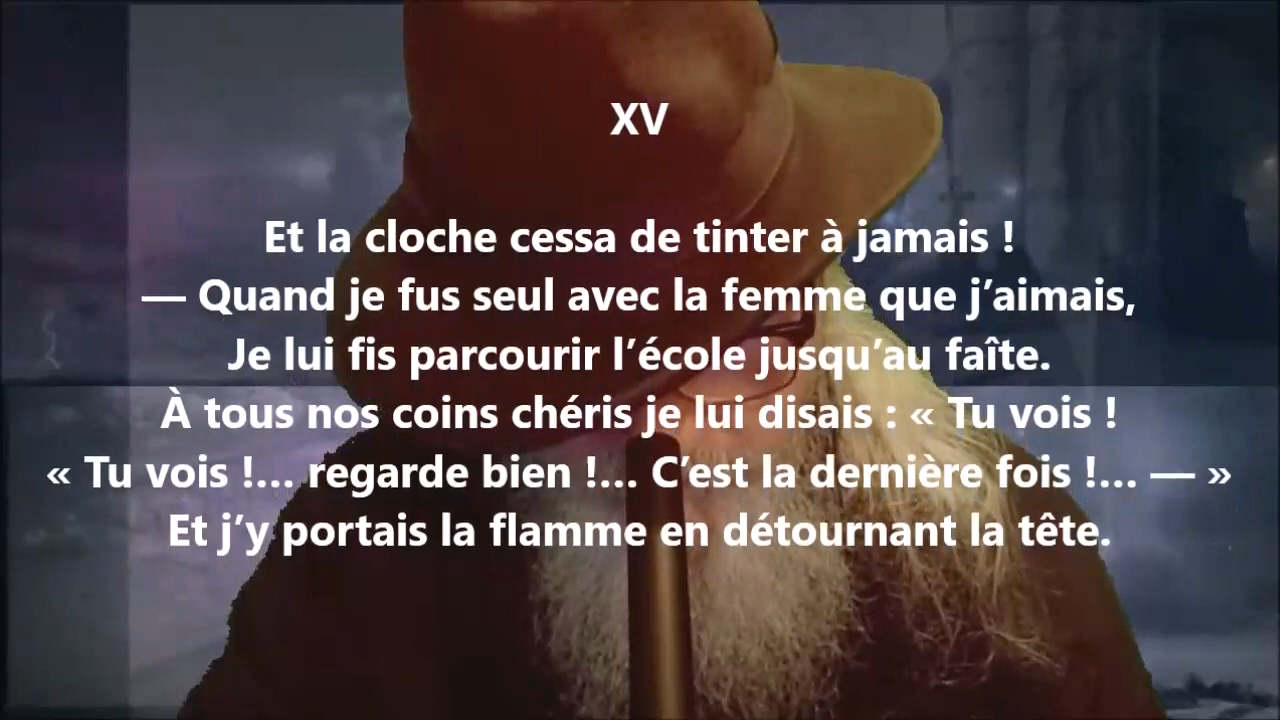 XV
Et la cloche cessa de tinter à jamais !
— Quand je fus seul avec la femme que j’aimais,
Je lui fis parcourir l’école jusqu’au faîte.
À tous nos coins chéris je lui disais : « Tu vois !
« Tu vois !… regarde bien !… C’est la dernière fois !… — »
Et j’y portais la flamme en détournant la tête.